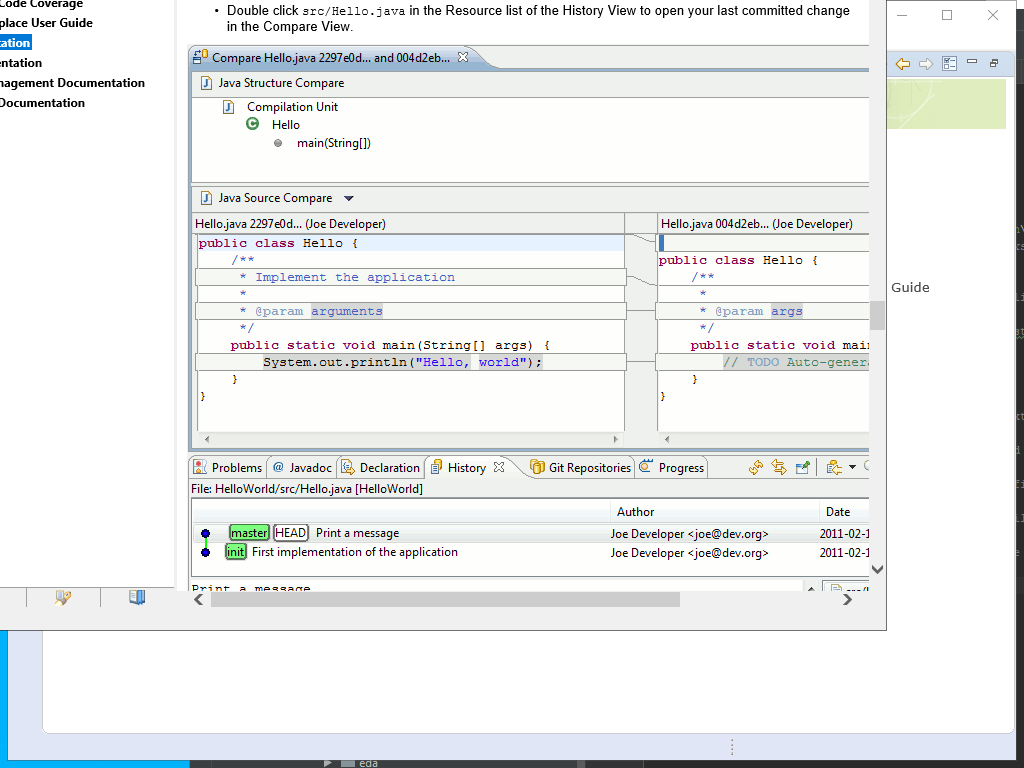 Code Coverage
place User Guide
tation
entation
nagement Documentation
Documentation
• Double click src/Hello.java in the Resource list of the History View to open your last committed change
in the Compare View.
Compare Hello.java 2297e0d... and 004d2eb...
Java Structure Compare
Compilation Unit
Hello
main(String[])
Java Source Compare
Hello.java 2297e0d... (Joe Developer)
public class Hello {
/**
* Implement the application
*
* @param arguments
*/
public static void main(String[] args) {
System.out.println("Hello, world");
}
}
Hello.java 004d2eb... (Joe Developer)
public class Hello {
/**
*
* @param args
*/
public static void mai
// TODO Auto-genera
}
}
Problems @ Javadoc Declaration History Git Repositories Progress
File: HelloWorld/src/Hello.java [HelloWorld]
Author Date
master HEAD Print a message Joe Developer <joe@dev.org> 2011-02-1
init First implementation of the application Joe Developer <joe@dev.org> 2011-02-1
Print a message
Guide
eda